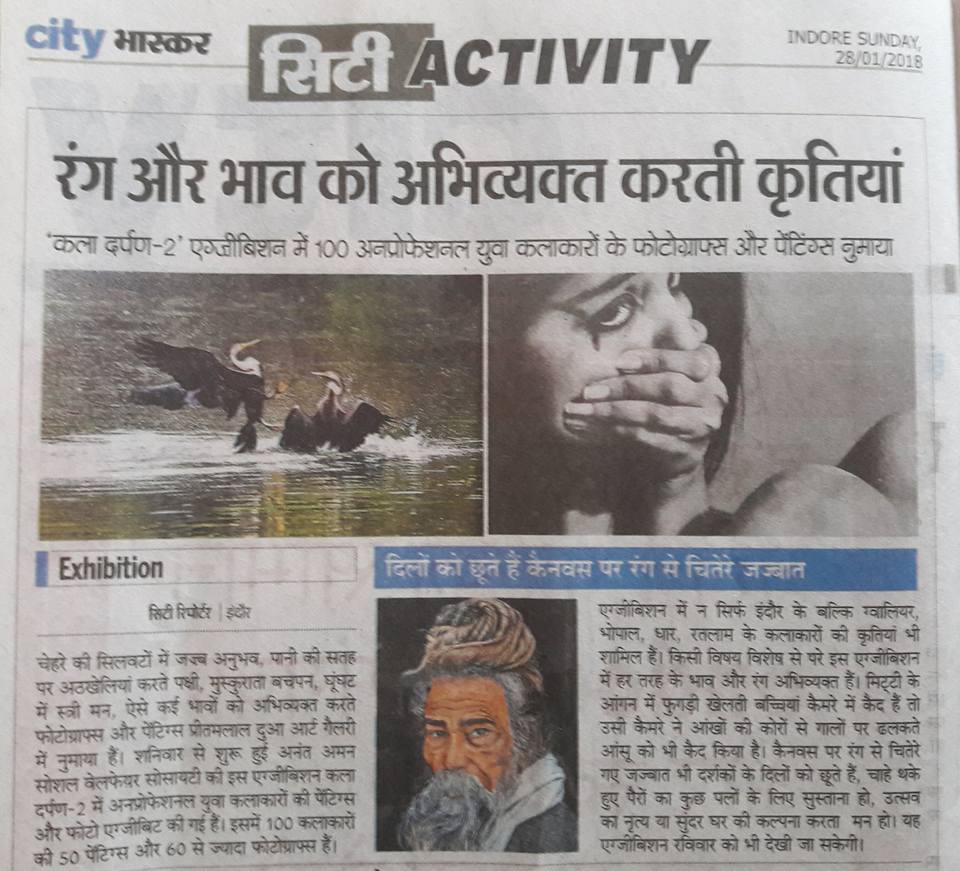 city भास्कर
सिटी ACTIVITY
INDORE SUNDAY,
28/01/2018
रंग और भाव को अभिव्यक्त करती कृतियां
'कला दर्पण-2' एग्जीबिशन में 100 अनप्रोफेशनल युवा कलाकारों के फोटोग्राफ्स और पेंटिंग्स नुमाया
Exhibition
सिटी रिपोर्टर | इंदौर
चेहरे की सिलवटों में जज्ब अनुभव, पानी की सतह
पर अठखेलियां करते पक्षी, मुस्कुराता बचपन, घूंघट
में स्त्री मन, ऐसे कई भावों को अभिव्यक्त करते
फोटोग्राफ्स और पेंटिंग्स प्रीतमलाल दुआ आर्ट गैलरी
में नुमाया हैं। शनिवार से शुरू हुई अनंत अमन
सोशल वेलफेयर सोसायटी की इस एग्जीबिशन कला
दर्पण-2 में अनप्रोफेशनल युवा कलाकारों की पेंटिंग्स
और फोटो एग्जीबिट की गई हैं। इसमें 100 कलाकारों
की 50 पेंटिंग्स और 60 से ज्यादा फोटोग्राफ्स हैं।
दिलों को छूते हैं कैनवस पर रंग से चितेरे जज्बात
एग्जीबिशन में न सिर्फ इंदौर के बल्कि ग्वालियर,
भोपाल, धार, रतलाम के कलाकारों की कृतियां भी
शामिल हैं। किसी विषय विशेष से परे इस एग्जीबिशन
में हर तरह के भाव और रंग अभिव्यक्त हैं। मिट्टी के
आंगन में फुगड़ी खेलती बच्चियां कैमरे में कैद हैं तो
उसी कैमरे ने आंखों की कोरों से गालों पर ढलकते
आंसू को भी कैद किया है। कैनवस पर रंग से चितेरे
गए जज्बात भी दर्शकों के दिलों को छूते हैं, चाहे थके
हुए पैरों का कुछ पलों के लिए सुस्ताना हो, उत्सव
का नृत्य या सुंदर घर की कल्पना करता मन हो। यह
एग्जीबिशन रविवार को भी देखी जा सकेगी।